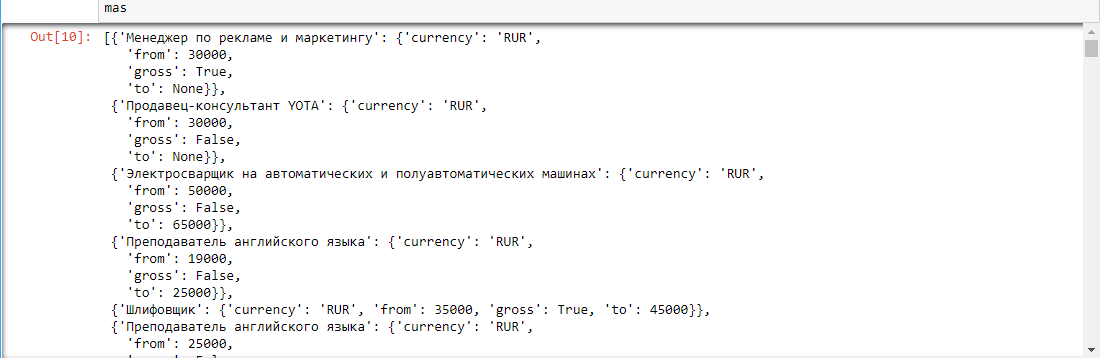 mas
Out[10]: [{'Менеджер по рекламе и маркетингу': {'currency': 'RUR',
'from': 30000,
'gross': True,
'to': None}},
{'Продавец-консультант YOTA': {'currency': 'RUR',
'from': 30000,
'gross': False,
'to': None}},
{'Электросварщик на автоматических и полуавтоматических машинах': {'currency': 'RUR',
'from': 50000,
'gross': False,
'to': 65000}},
{'Преподаватель английского языка': {'currency': 'RUR',
'from': 19000,
'gross': False,
'to': 25000}},
{'Шлифовщик': {'currency': 'RUR', 'from': 35000, 'gross': True, 'to': 45000}},
{'Преподаватель английского языка': {'currency': 'RUR',
'from': 25000,